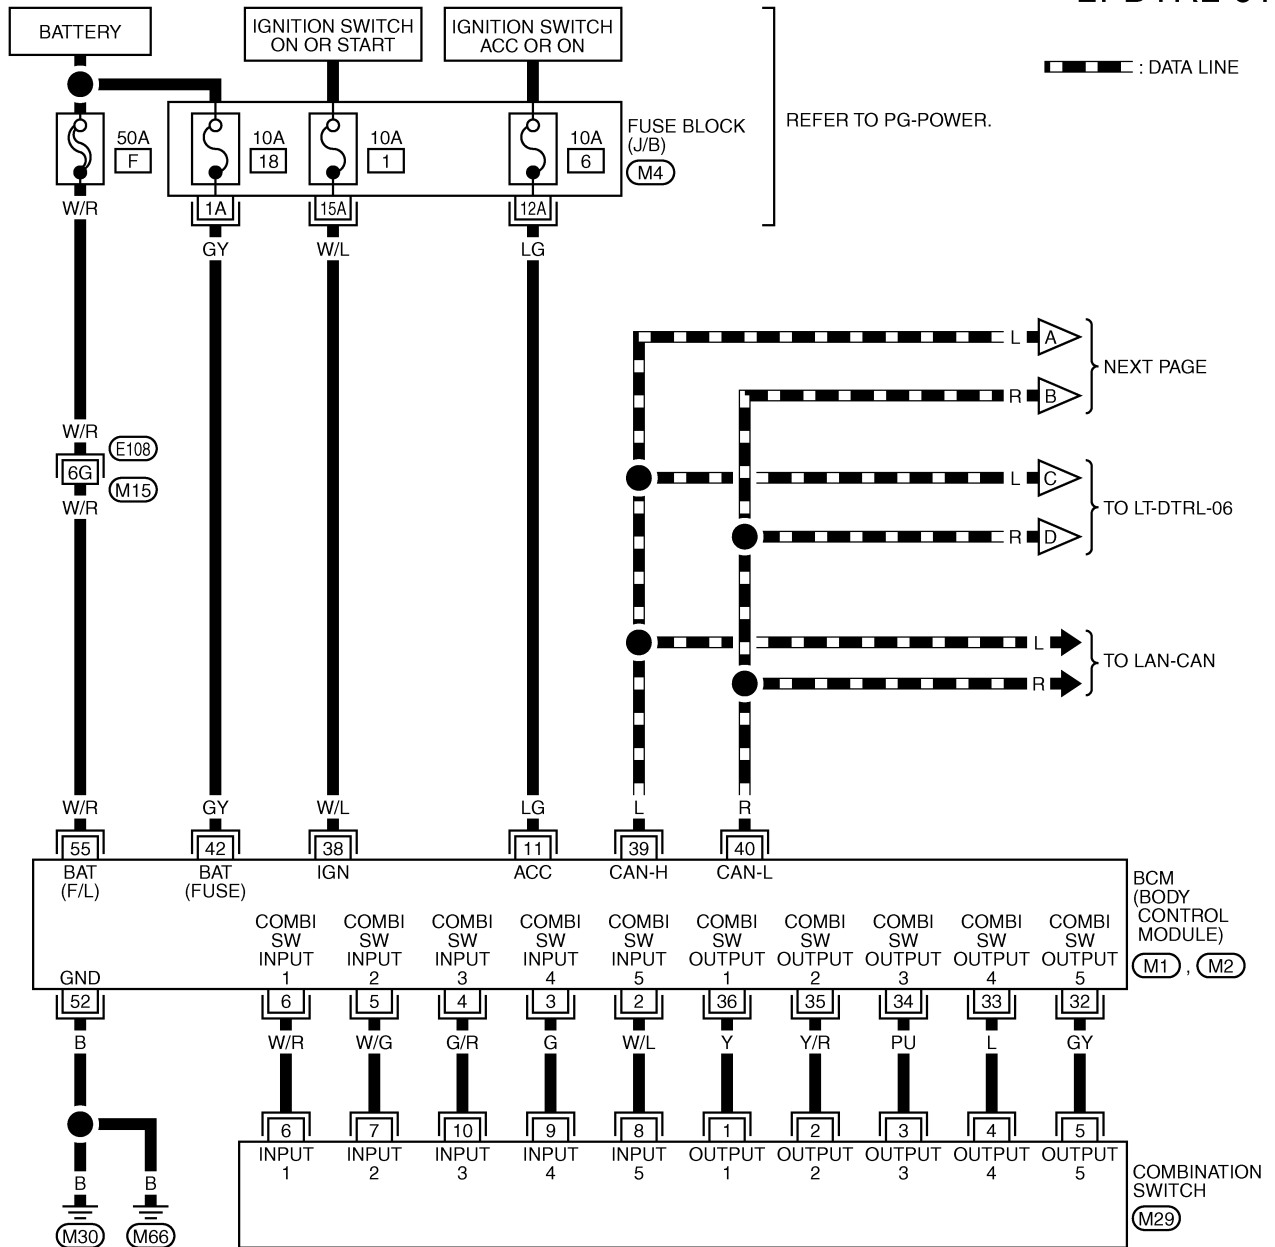 BATTERY
IGNITION SWITCH
ON OR START
IGNITION SWITCH
ACC OR ON
: DATA LINE
50A
F
10A
18
10A
1
10A
6
FUSE BLOCK
(J/B)
M4
REFER TO PG-POWER.
W/R
1A
15A
12A
GY
W/L
LG
L
A
R
B
NEXT PAGE
W/R
E108
6G
M15
W/R
L
C
R
D
TO LT-DTRL-06
L
R
TO LAN-CAN
W/R
GY
W/L
LG
L
R
55
42
38
11
39
40
BAT
(F/L)
BAT
(FUSE)
IGN
ACC
CAN-H
CAN-L
BCM
(BODY
CONTROL
MODULE)
M1 , M2
COMBI
SW
INPUT
1
COMBI
SW
INPUT
2
COMBI
SW
INPUT
3
COMBI
SW
INPUT
4
COMBI
SW
INPUT
5
COMBI
SW
OUTPUT
1
COMBI
SW
OUTPUT
2
COMBI
SW
OUTPUT
3
COMBI
SW
OUTPUT
4
COMBI
SW
OUTPUT
5
GND
52
6
5
4
3
2
36
35
34
33
32
B
W/R
W/G
G/R
G
W/L
Y
Y/R
PU
L
GY
6
7
10
9
8
1
2
3
4
5
INPUT
1
INPUT
2
INPUT
3
INPUT
4
INPUT
5
OUTPUT
1
OUTPUT
2
OUTPUT
3
OUTPUT
4
OUTPUT
5
COMBINATION
SWITCH
M29
B
B
M30
M66